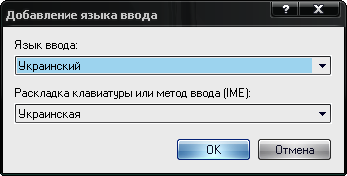 Добавление языка ввода
Язык ввода:
Украинский
Раскладка клавиатуры или метод ввода (IME):
Украинская
OK
Отмена